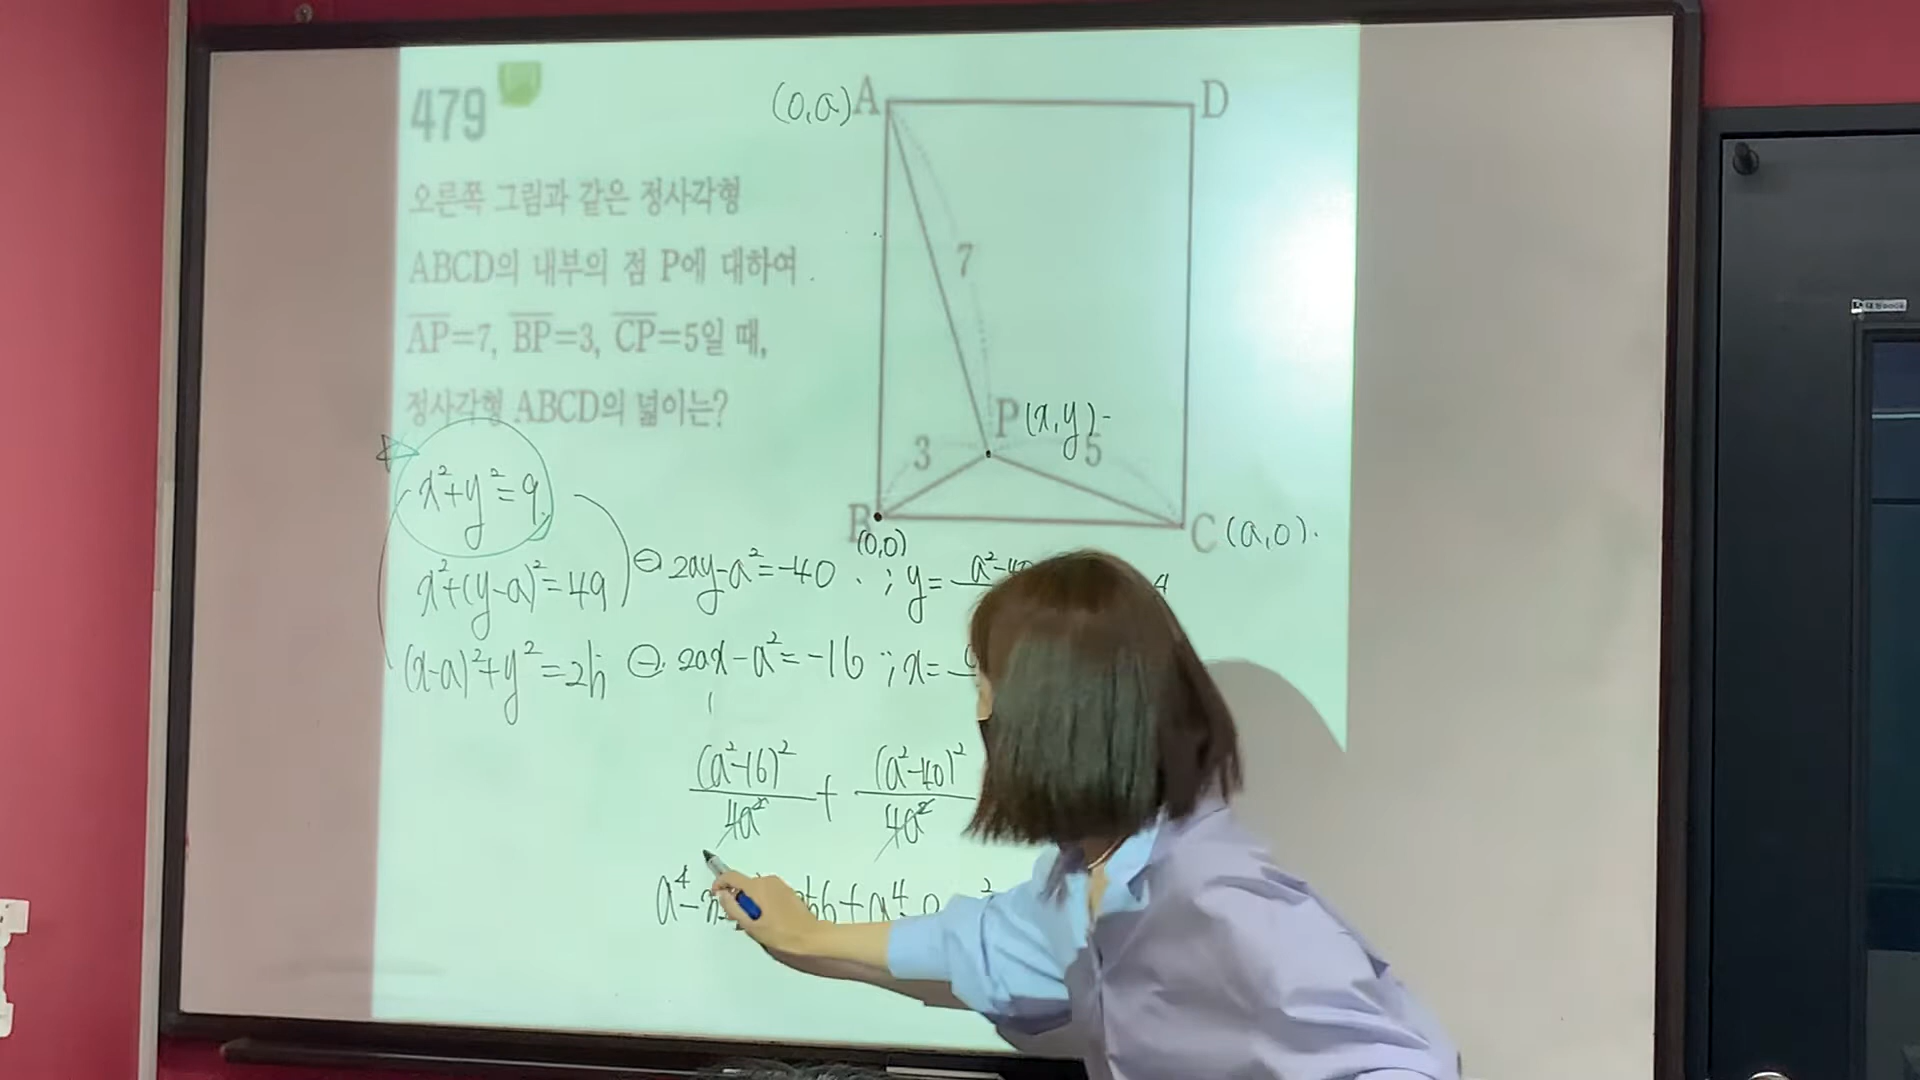 479
오른쪽 그림과 같은 정사각형
ABCD의 내부의 점 P에 대하여
AP=7, BP=3, CP=5일 때,
정사각형 ABCD의 넓이는?
(0,a) A
D
7
P (x,y)
3
5
B
(0,0)
C (a,0).
x²+y²=9
x²+(y-a)²=49
(x-a)²+y²=25
⊖ 2ay-a²=-40 ; y=
⊖ 2ax-a²=-16 ; x=
(a²-16)²/4a² + (a²-40)²/4a²
a⁴-
+a⁴-